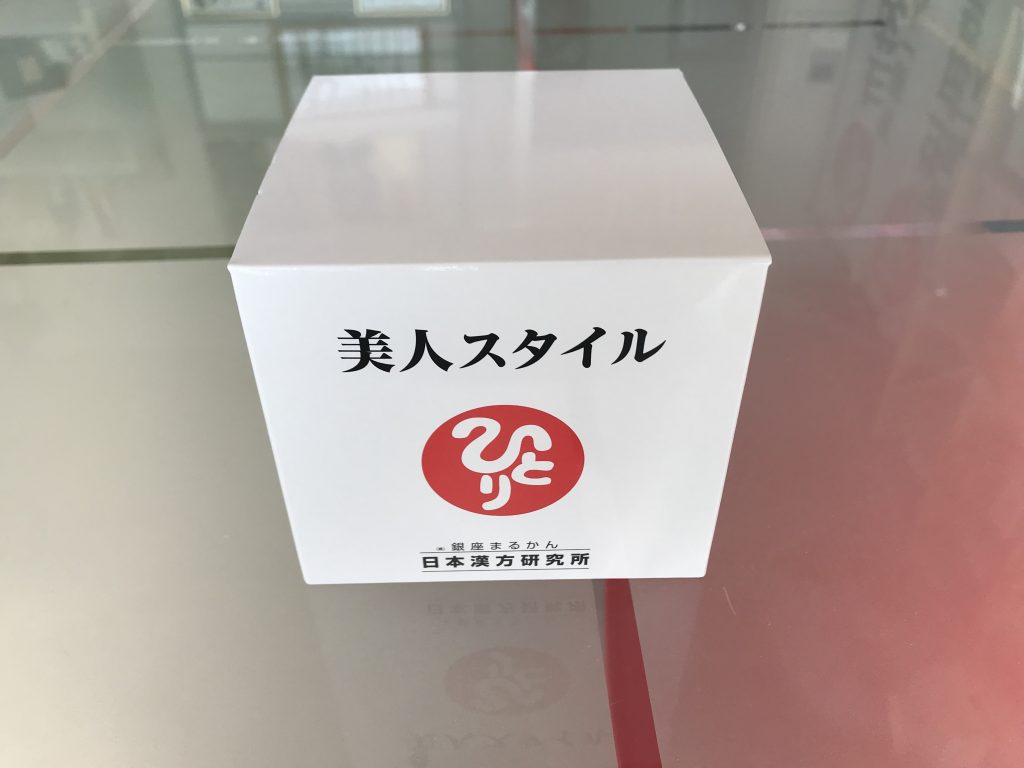 美人スタイル
ひとり
銀座まるかん
日本漢方研究所